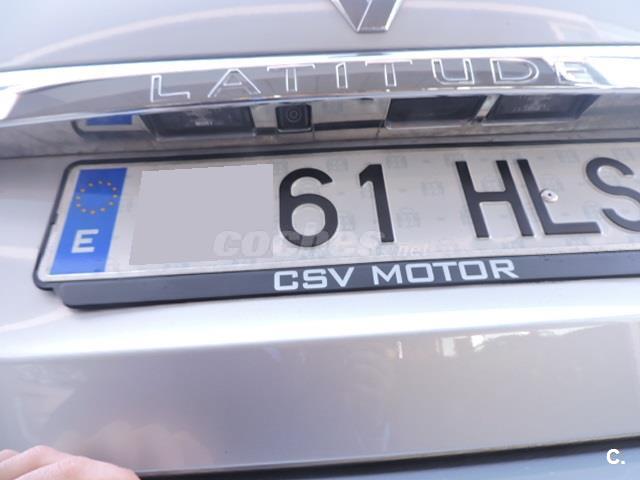 LATITUDE
E 61 HLS
coches.net
CSV MOTOR
C.